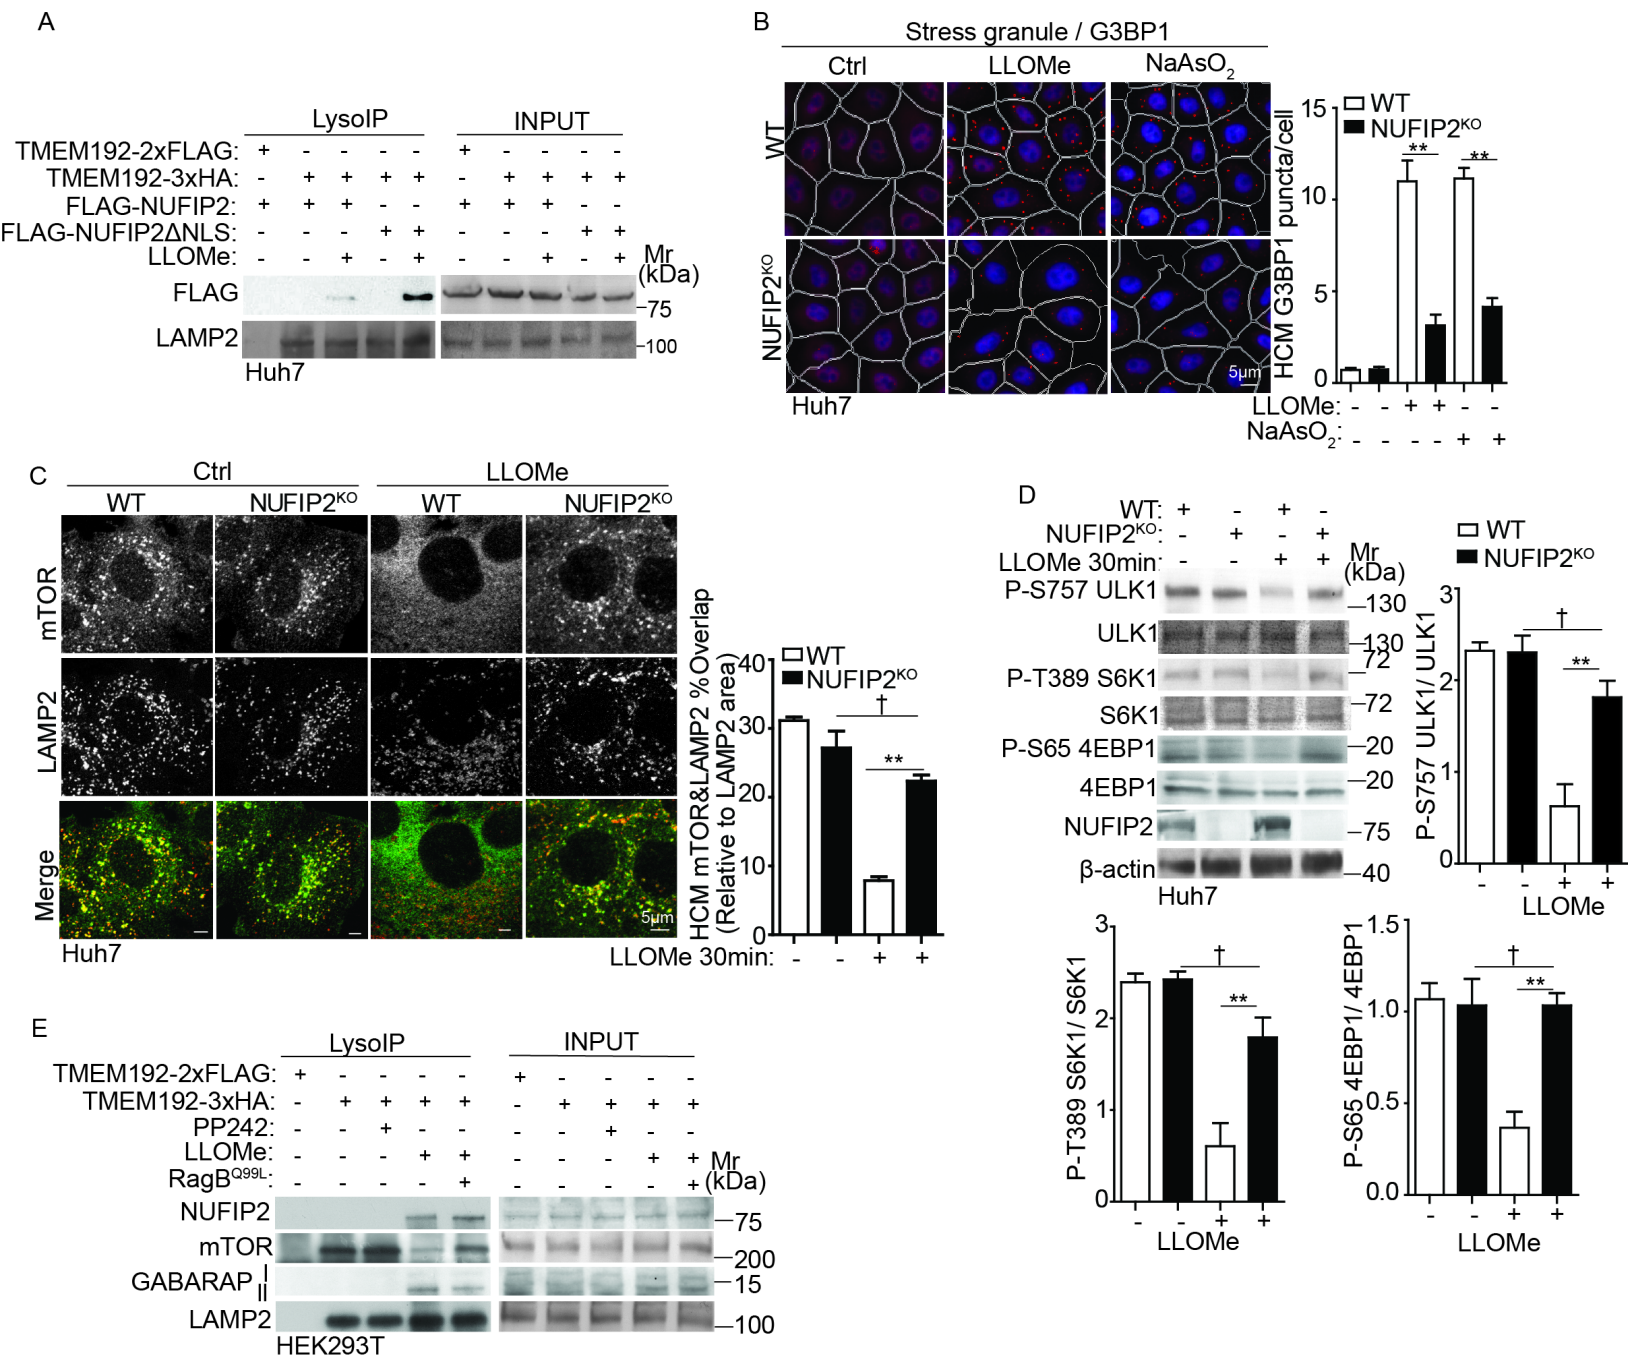 A
LysoIP INPUT
TMEM192-2xFLAG: + - - - - + - - - -
TMEM192-3xHA: - + + + + - + + + +
FLAG-NUFIP2: + + + - - + + + - -
FLAG-NUFIP2ΔNLS: - - - + + - - - + +
LLOMe: - - + - + - - + - +
Mr
(kDa)
FLAG
-75
LAMP2
-100
Huh7
B
Stress granule / G3BP1
Ctrl LLOMe NaAsO2
WT
NUFIP2KO
5µm
Huh7
HCM G3BP1 puncta/cell
15
10
5
0
WT
NUFIP2KO
** **
LLOMe: - - + + - -
NaAsO2: - - - - + +
C
Ctrl LLOMe
WT NUFIP2KO WT NUFIP2KO
mTOR
LAMP2
Merge
5µm
Huh7
HCM mTOR&LAMP2 % Overlap
(Relative to LAMP2 area)
40
30
20
10
0
WT
NUFIP2KO
†
**
LLOMe 30min: - - + +
D
WT: + - + -
NUFIP2KO: - + - +
LLOMe 30min: - - + +
Mr
(kDa)
P-S757 ULK1
—130
ULK1
—130
P-T389 S6K1
72
S6K1
—72
P-S65 4EBP1
—20
4EBP1
—20
NUFIP2
—75
β-actin
—40
Huh7
WT
NUFIP2KO
P-S757 ULK1/ ULK1
3
2
1
0
†
**
- - + +
LLOMe
P-T389 S6K1/ S6K1
3
2
1
0
†
**
- - + +
LLOMe
P-S65 4EBP1/ 4EBP1
1.5
1.0
0.5
0.0
†
**
- - + +
LLOMe
E
LysoIP INPUT
TMEM192-2xFLAG: + - - - - + - - - -
TMEM192-3xHA: - + + + + - + + + +
PP242: - - + - - - - + - -
LLOMe: - - - + + - - - + +
RagBQ99L: - - - - + - - - - +
Mr
(kDa)
NUFIP2
—75
mTOR
—200
GABARAP I
II
—15
LAMP2
—100
HEK293T